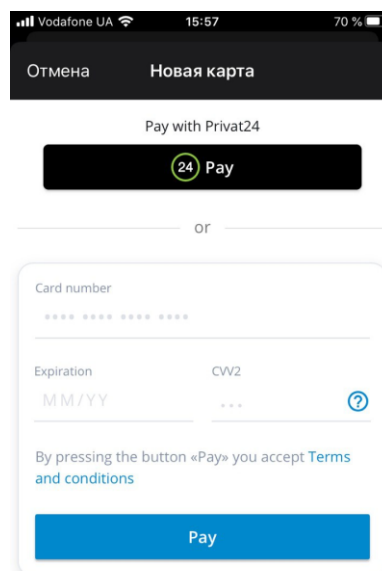 Vodafone UA 15:57 70 %
Отмена Новая карта
Pay with Privat24
24 Pay
or
Card number
•••• •••• •••• ••••
Expiration CVV2
MM/YY ... ?
By pressing the button «Pay» you accept Terms
and conditions
Pay